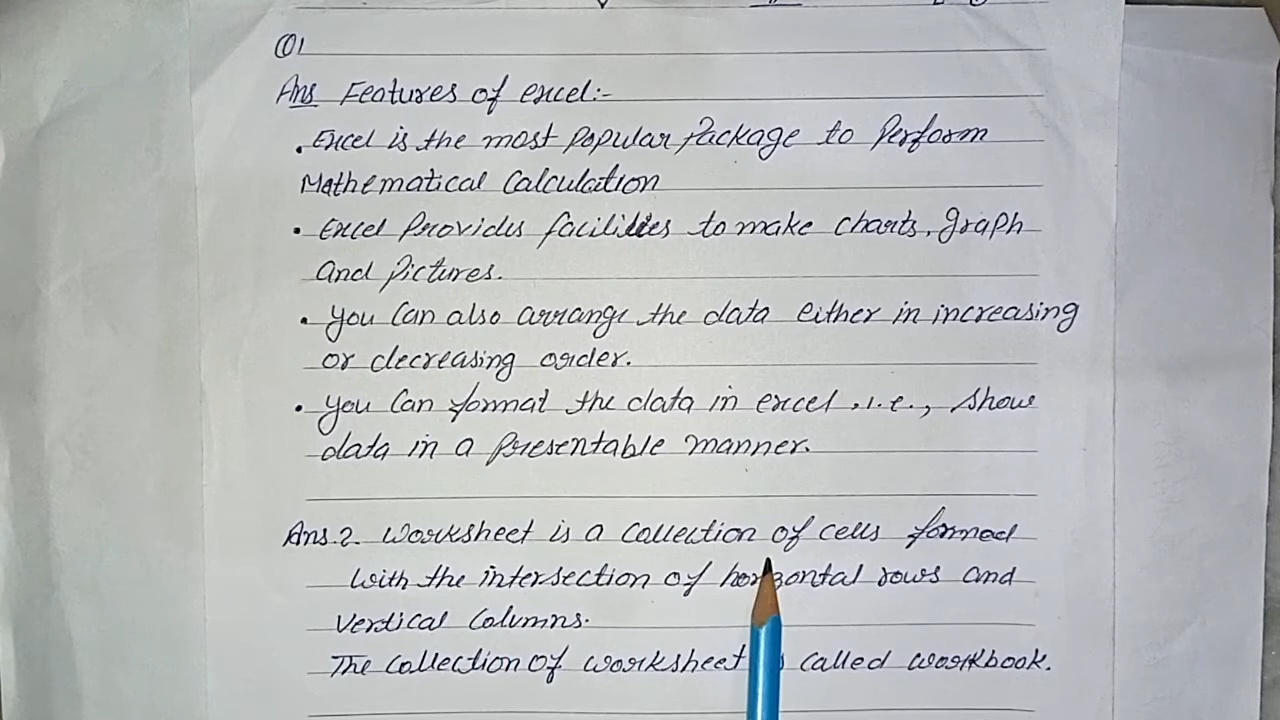 Q1
Ans Features of excel:-
. Excel is the most Popular Package to Perform
Mathematical Calculation
• Excel Provides facilities to make charts, graph
and Pictures.
• You Can also arrange the data either in increasing
or decreasing order.
• You Can format the data in excel .i.e., Show
data in a Presentable manner.
Ans.2. Worksheet is a Collection of cells formed
With the intersection of horizontal rows and
vertical Columns.
The Collection of worksheet called workbook.